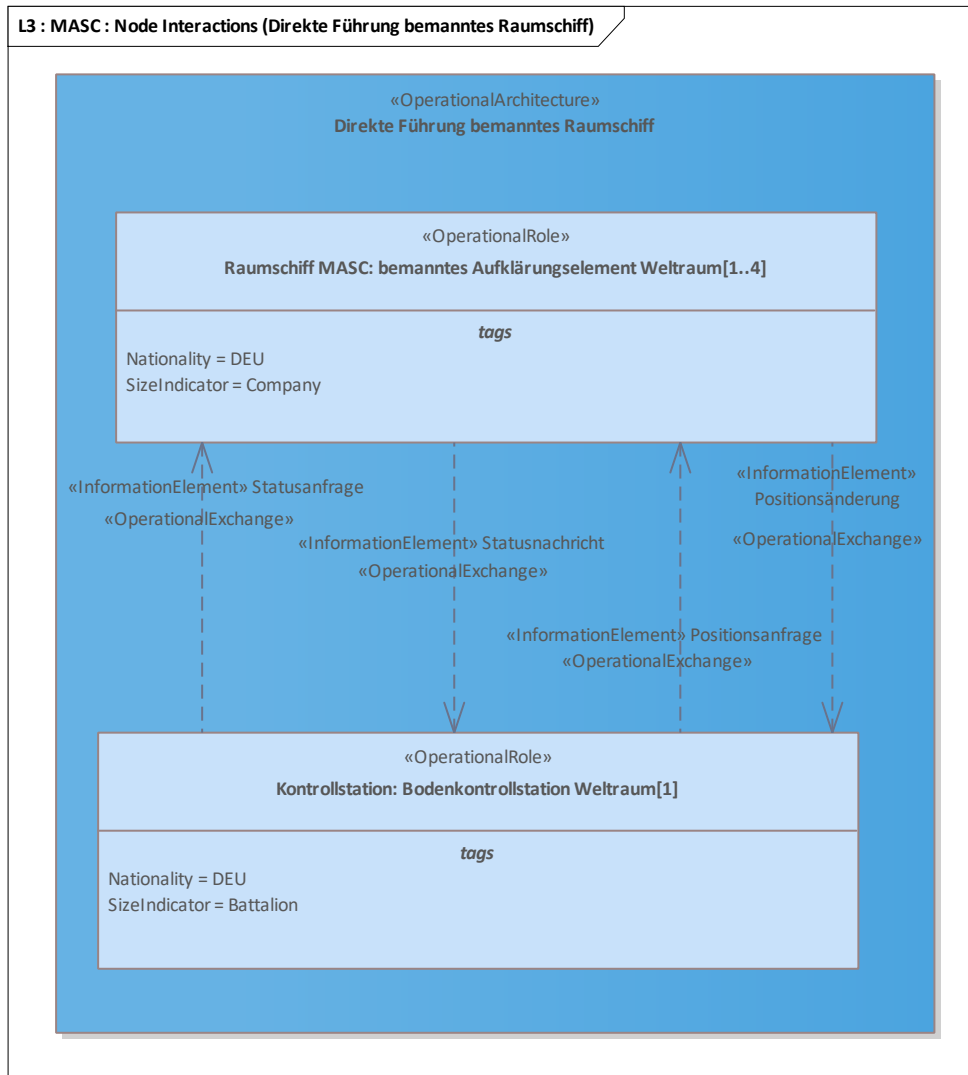 L3 : MASC : Node Interactions (Direkte Führung bemanntes Raumschiff)
«OperationalArchitecture»
Direkte Führung bemanntes Raumschiff
«OperationalRole»
Raumschiff MASC: bemanntes Aufklärungselement Weltraum[1..4]
tags
Nationality = DEU
SizeIndicator = Company
«InformationElement» Statusanfrage
«OperationalExchange»
«InformationElement» Statusnachricht
«OperationalExchange»
«InformationElement» Positionsanfrage
«OperationalExchange»
«InformationElement»
Positionsänderung
«OperationalExchange»
«OperationalRole»
Kontrollstation: Bodenkontrollstation Weltraum[1]
tags
Nationality = DEU
SizeIndicator = Battalion